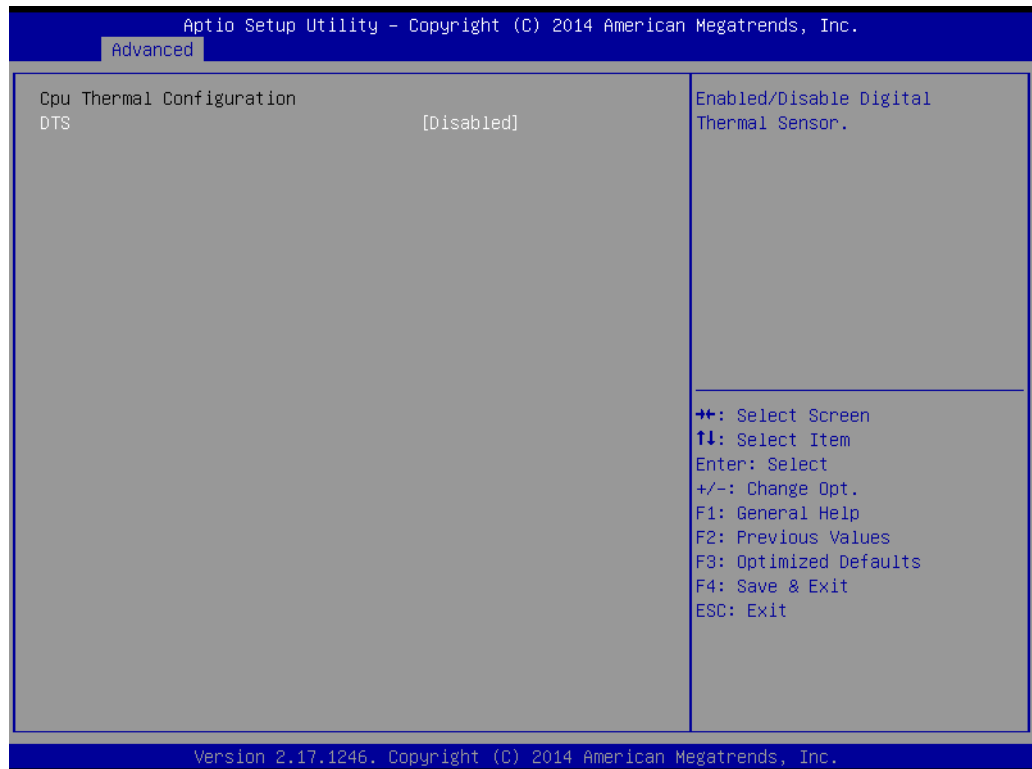 Aptio Setup Utility – Copyright (C) 2014 American Megatrends, Inc.
Advanced
Cpu Thermal Configuration
DTS [Disabled]
Enabled/Disable Digital
Thermal Sensor.
→←: Select Screen
↑↓: Select Item
Enter: Select
+/-: Change Opt.
F1: General Help
F2: Previous Values
F3: Optimized Defaults
F4: Save & Exit
ESC: Exit
Version 2.17.1246. Copyright (C) 2014 American Megatrends, Inc.